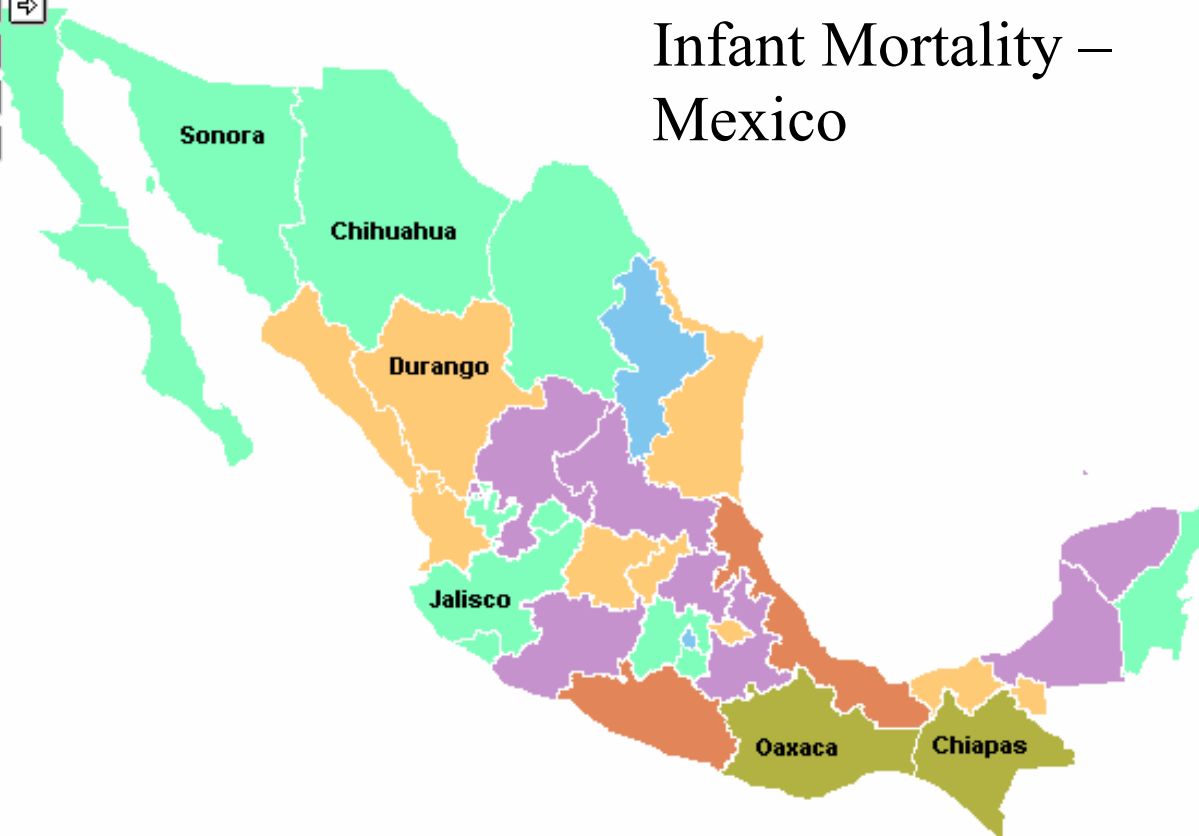 Infant Mortality –
Mexico
Sonora
Chihuahua
Durango
Jalisco
Oaxaca
Chiapas